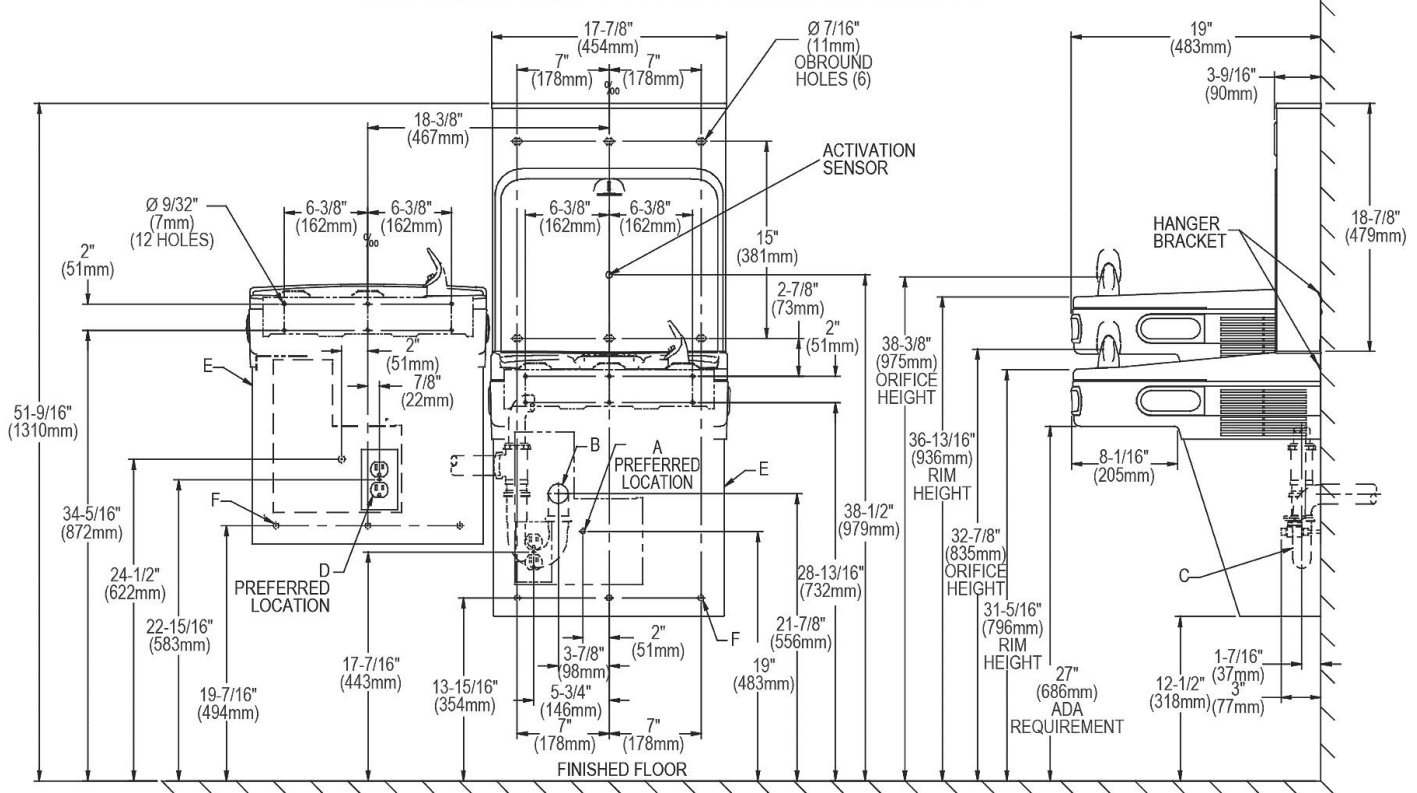 17-7/8"
(454mm)
7"
(178mm)
7"
(178mm)
Ø 7/16"
(11mm)
OBROUND
HOLES (6)
19"
(483mm)
3-9/16"
(90mm)
18-3/8"
(467mm)
ACTIVATION
SENSOR
Ø 9/32"
(7mm)
(12 HOLES)
6-3/8"
(162mm)
6-3/8"
(162mm)
6-3/8"
(162mm)
6-3/8"
(162mm)
15"
(381mm)
HANGER
BRACKET
18-7/8"
(479mm)
2"
(51mm)
2-7/8"
(73mm)
2"
(51mm)
2"
(51mm)
7/8"
(22mm)
E
38-3/8"
(975mm)
ORIFICE
HEIGHT
51-9/16"
(1310mm)
36-13/16"
(936mm)
RIM
HEIGHT
8-1/16"
(205mm)
B
A
PREFERRED
LOCATION
E
F
34-5/16"
(872mm)
38-1/2"
(979mm)
32-7/8"
(835mm)
ORIFICE
HEIGHT
24-1/2"
(622mm)
D
PREFERRED
LOCATION
28-13/16"
(732mm)
C
22-15/16"
(583mm)
31-5/16"
(796mm)
RIM
HEIGHT
21-7/8"
(556mm)
2"
(51mm)
F
17-7/16"
(443mm)
3-7/8"
(98mm)
19"
(483mm)
1-7/16"
(37mm)
27"
(686mm)
ADA
REQUIREMENT
12-1/2"
(318mm)
3"
(77mm)
19-7/16"
(494mm)
13-15/16"
(354mm)
5-3/4"
(146mm)
7"
(178mm)
7"
(178mm)
FINISHED FLOOR